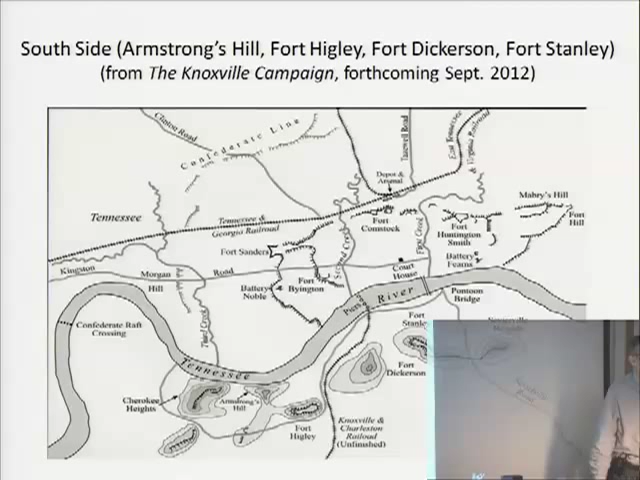 South Side (Armstrong's Hill, Fort Higley, Fort Dickerson, Fort Stanley)
(from The Knoxville Campaign, forthcoming Sept. 2012)
Clinton Road
Confederate Line
Tazewell Road
East Tennessee
& Virginia Railroad
Depot &
Arsenal
Mabry's Hill
Tennessee
Tennessee &
Georgia Railroad
Fort
Comstock
Fort
Huntington
Smith
Fort
Hill
Fort Sanders
Second Creek
First Creek
Battery
Fearns
Kingston
Morgan
Road
Hill
Fort
Byington
Court
House
Battery
Noble
River
Pontoon
Bridge
Confederate Raft
Crossing
Third Creek
Fort
Tennessee
Fort
Dickerson
Cherokee
Heights
Armstrong's
Hill
Fort
Higley
Knoxville &
Charleston
Railroad
(Unfinished)